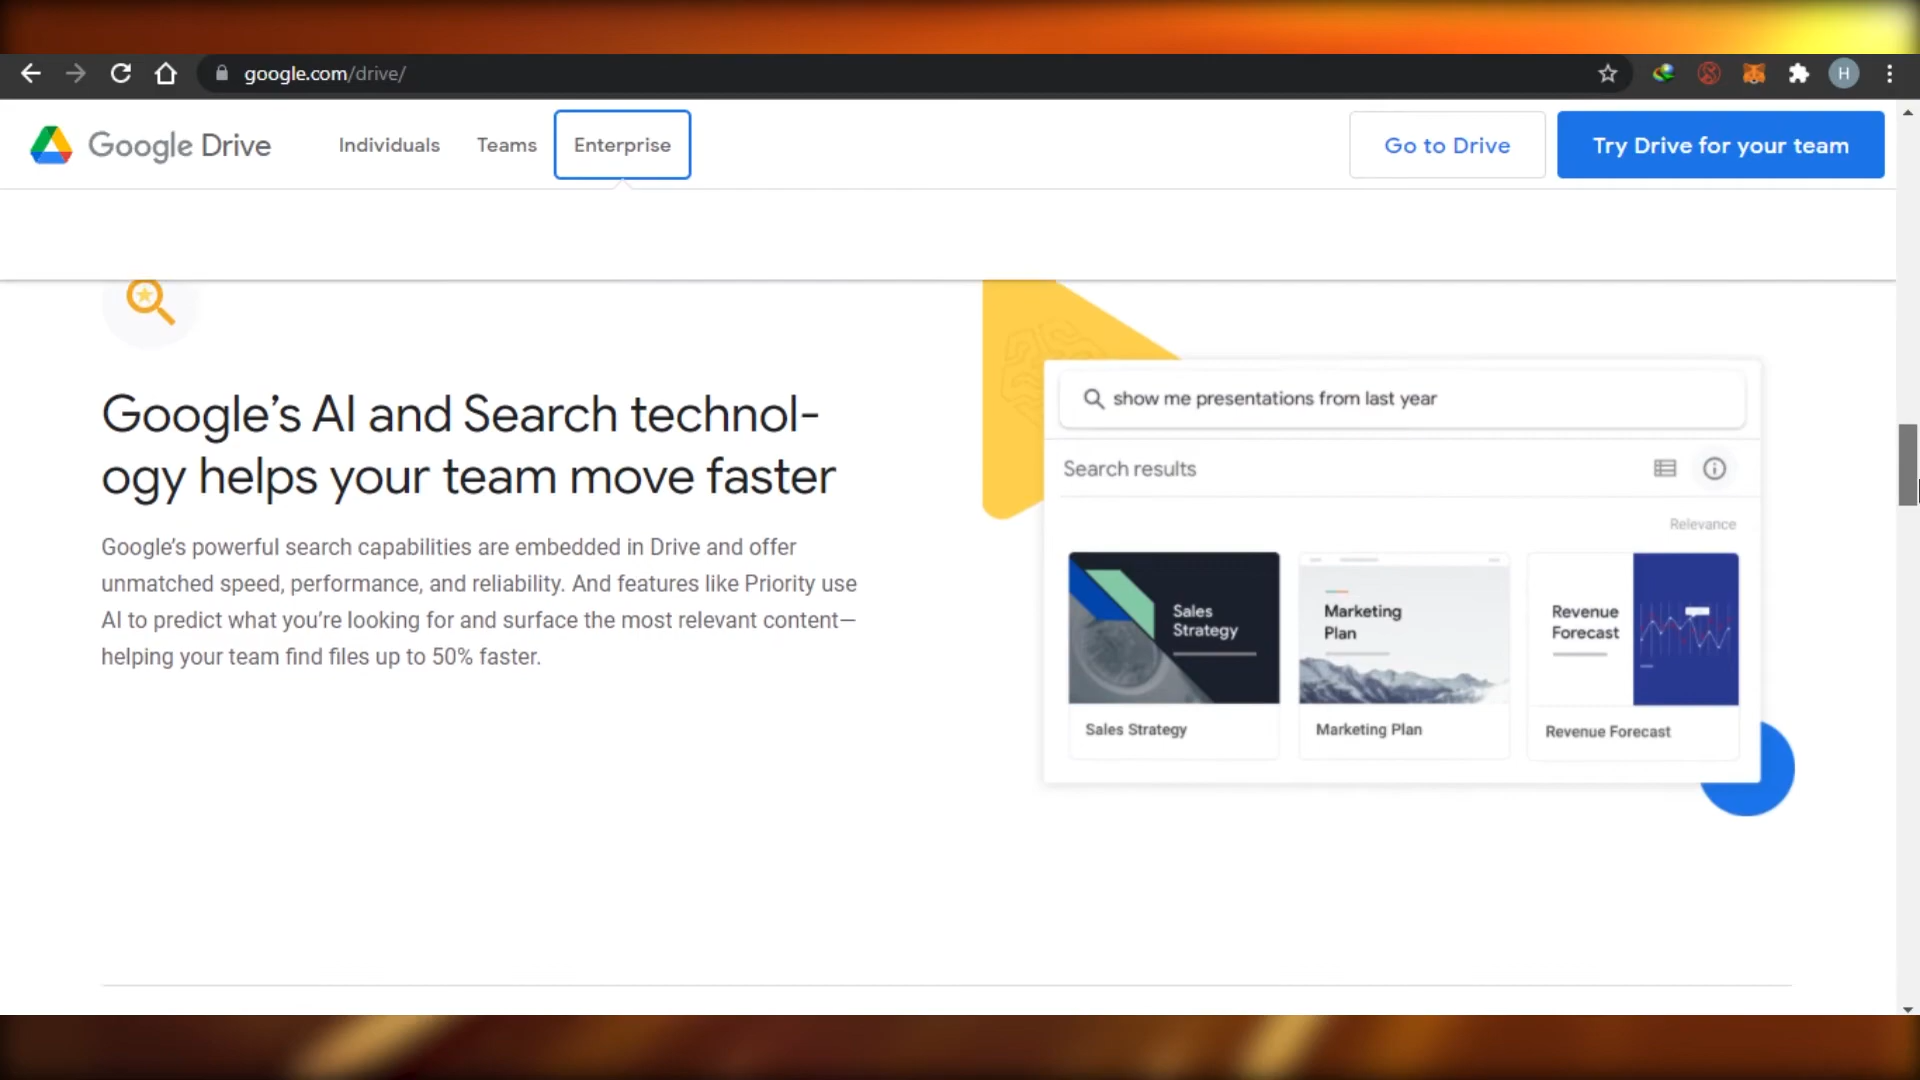 google.com/drive/
H
Google Drive
Individuals
Teams
Enterprise
Go to Drive
Try Drive for your team
Google’s AI and Search technol-
ogy helps your team move faster
Google’s powerful search capabilities are embedded in Drive and offer
unmatched speed, performance, and reliability. And features like Priority use
AI to predict what you’re looking for and surface the most relevant content—
helping your team find files up to 50% faster.
show me presentations from last year
Search results
Relevance
Sales
Strategy
Marketing
Plan
Revenue
Forecast
Sales Strategy
Marketing Plan
Revenue Forecast